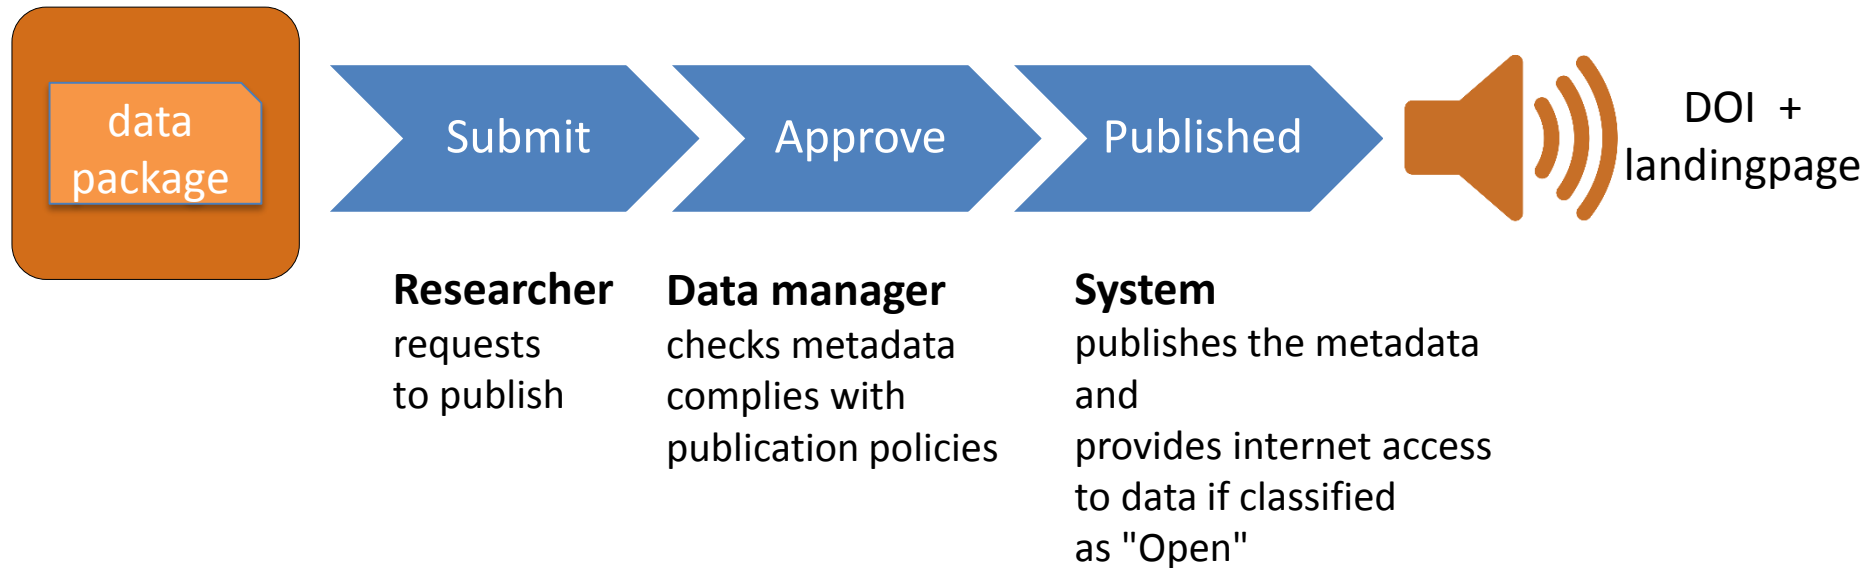 data
package
Submit
Approve
Published
DOI +
landingpage
Researcher
requests
to publish
Data manager
checks metadata
complies with
publication policies
System
publishes the metadata
and
provides internet access
to data if classified
as "Open"